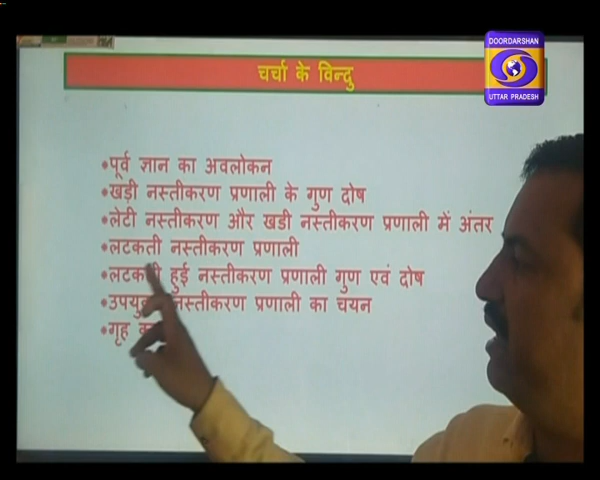 DOORDARSHAN
UTTAR PRADESH
चर्चा के विन्दु
•पूर्व ज्ञान का अवलोकन
•खड़ी नस्तीकरण प्रणाली के गुण दोष
•लेटी नस्तीकरण और खडी नस्तीकरण प्रणाली में अंतर
•लटकती नस्तीकरण प्रणाली
•लटकती हुई नस्तीकरण प्रणाली गुण एवं दोष
•नस्तीकरण प्रणाली का चयन
•गृह